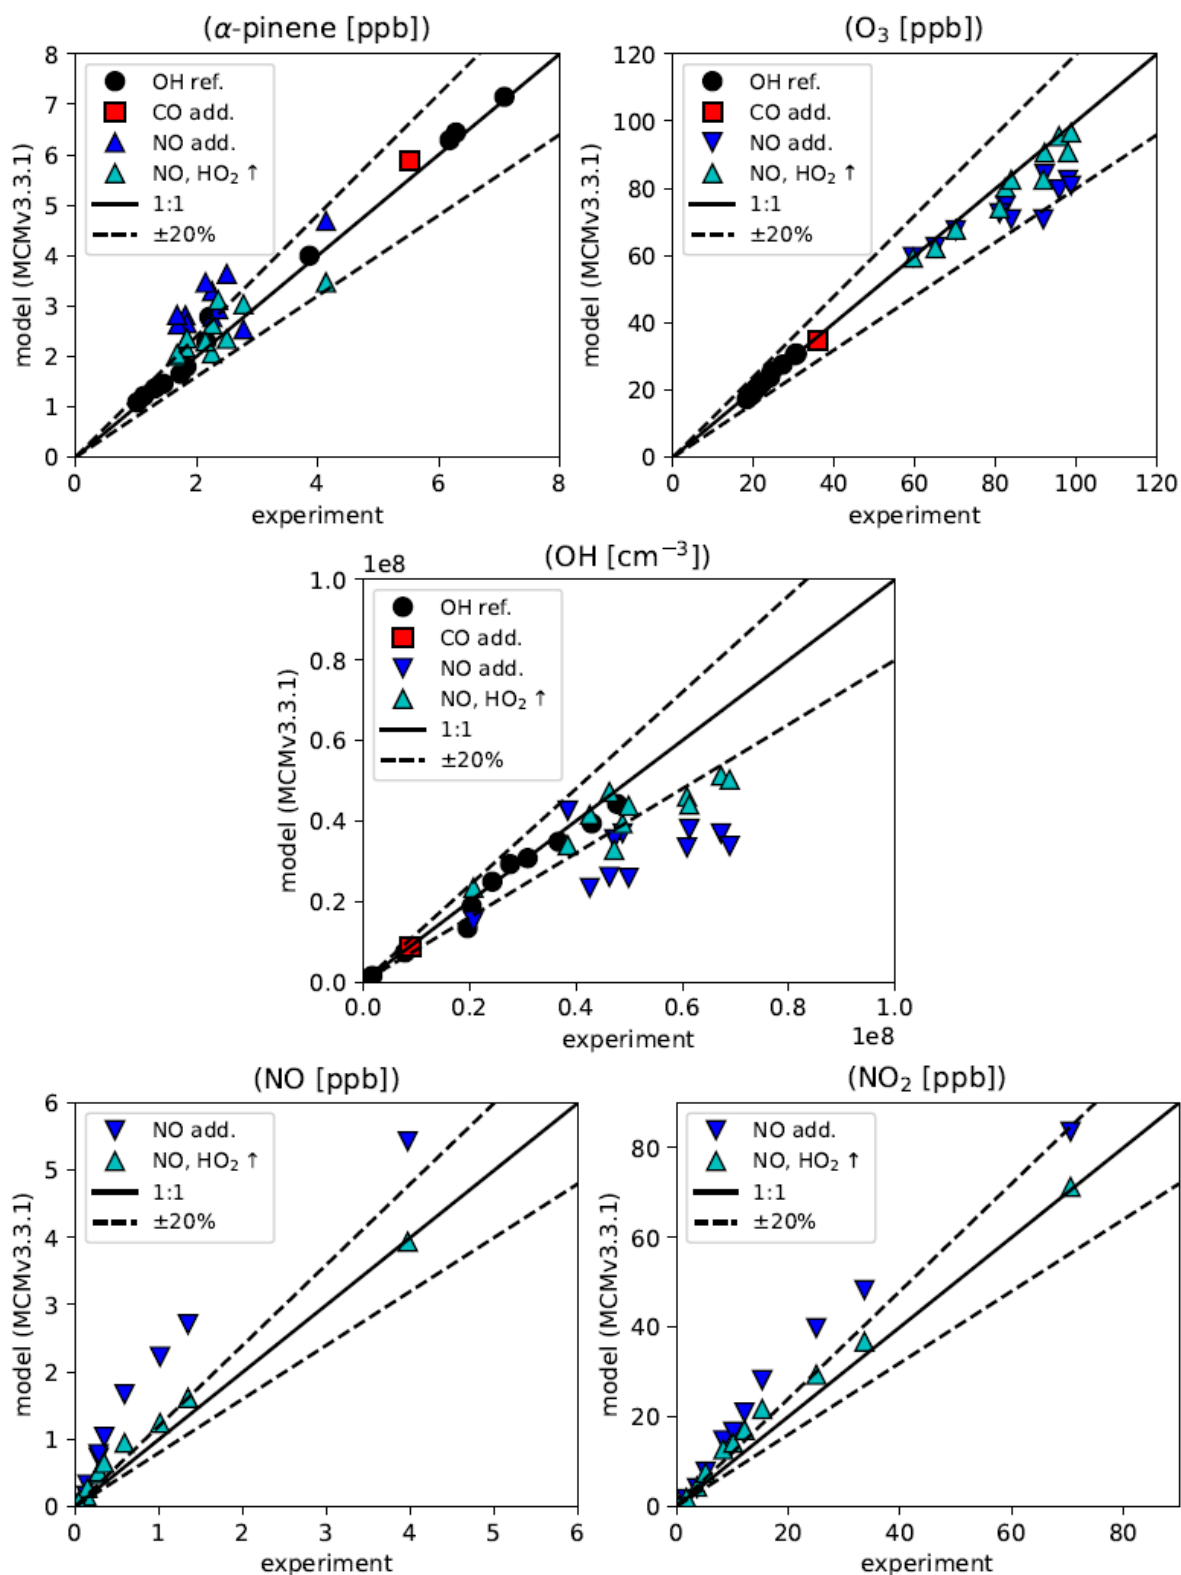 (α-pinene [ppb])
8
7
6
5
4
3
2
1
0
model (MCMv3.3.1)
OH ref.
CO add.
NO add.
NO, HO₂ ↑
1:1
±20%
0 2 4 6 8
experiment
(O₃ [ppb])
120
100
80
60
40
20
0
model (MCMv3.3.1)
OH ref.
CO add.
NO add.
NO, HO₂ ↑
1:1
±20%
0 20 40 60 80 100 120
experiment
1e8
(OH [cm⁻³])
1.0
0.8
0.6
0.4
0.2
0.0
model (MCMv3.3.1)
OH ref.
CO add.
NO add.
NO, HO₂ ↑
1:1
±20%
0.0 0.2 0.4 0.6 0.8 1.0
experiment
1e8
(NO [ppb])
6
5
4
3
2
1
0
model (MCMv3.3.1)
NO add.
NO, HO₂ ↑
1:1
±20%
0 1 2 3 4 5 6
experiment
(NO₂ [ppb])
80
60
40
20
0
model (MCMv3.3.1)
NO add.
NO, HO₂ ↑
1:1
±20%
0 20 40 60 80
experiment